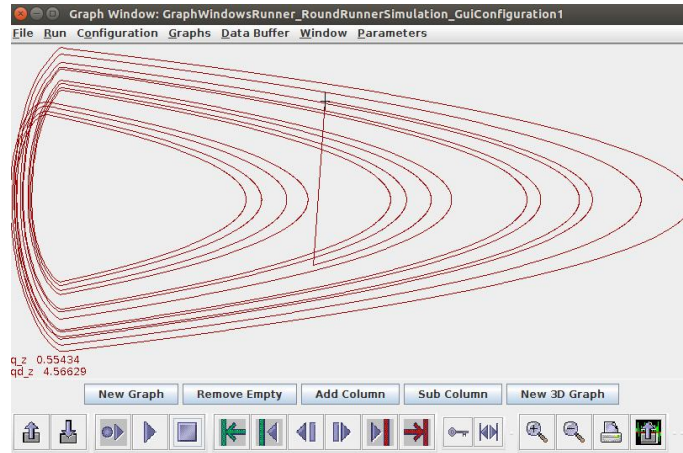 Graph Window: GraphWindowsRunner_RoundRunnerSimulation_GuiConfiguration1
File Run Configuration Graphs Data Buffer Window Parameters
q_z 0.55434
qd_z 4.56629
New Graph Remove Empty Add Column Sub Column New 3D Graph